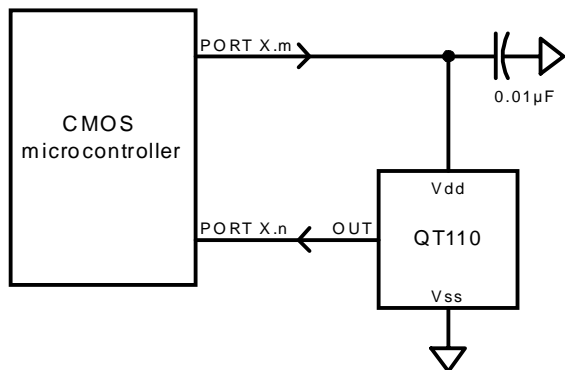 PORT X.m
0.01µF
CMOS
microcontroller
Vdd
PORT X.n
OUT
QT110
Vss